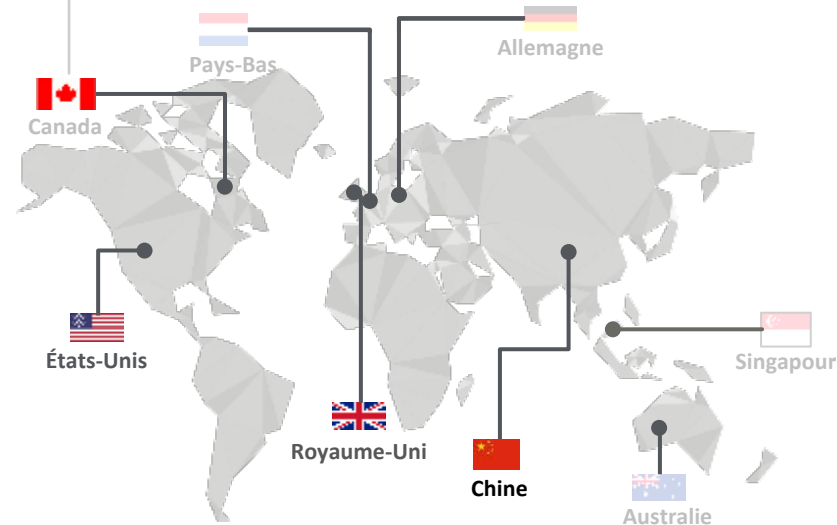 Allemagne
Pays-Bas
Canada
États-Unis
Singapour
Royaume-Uni
Chine
Australie